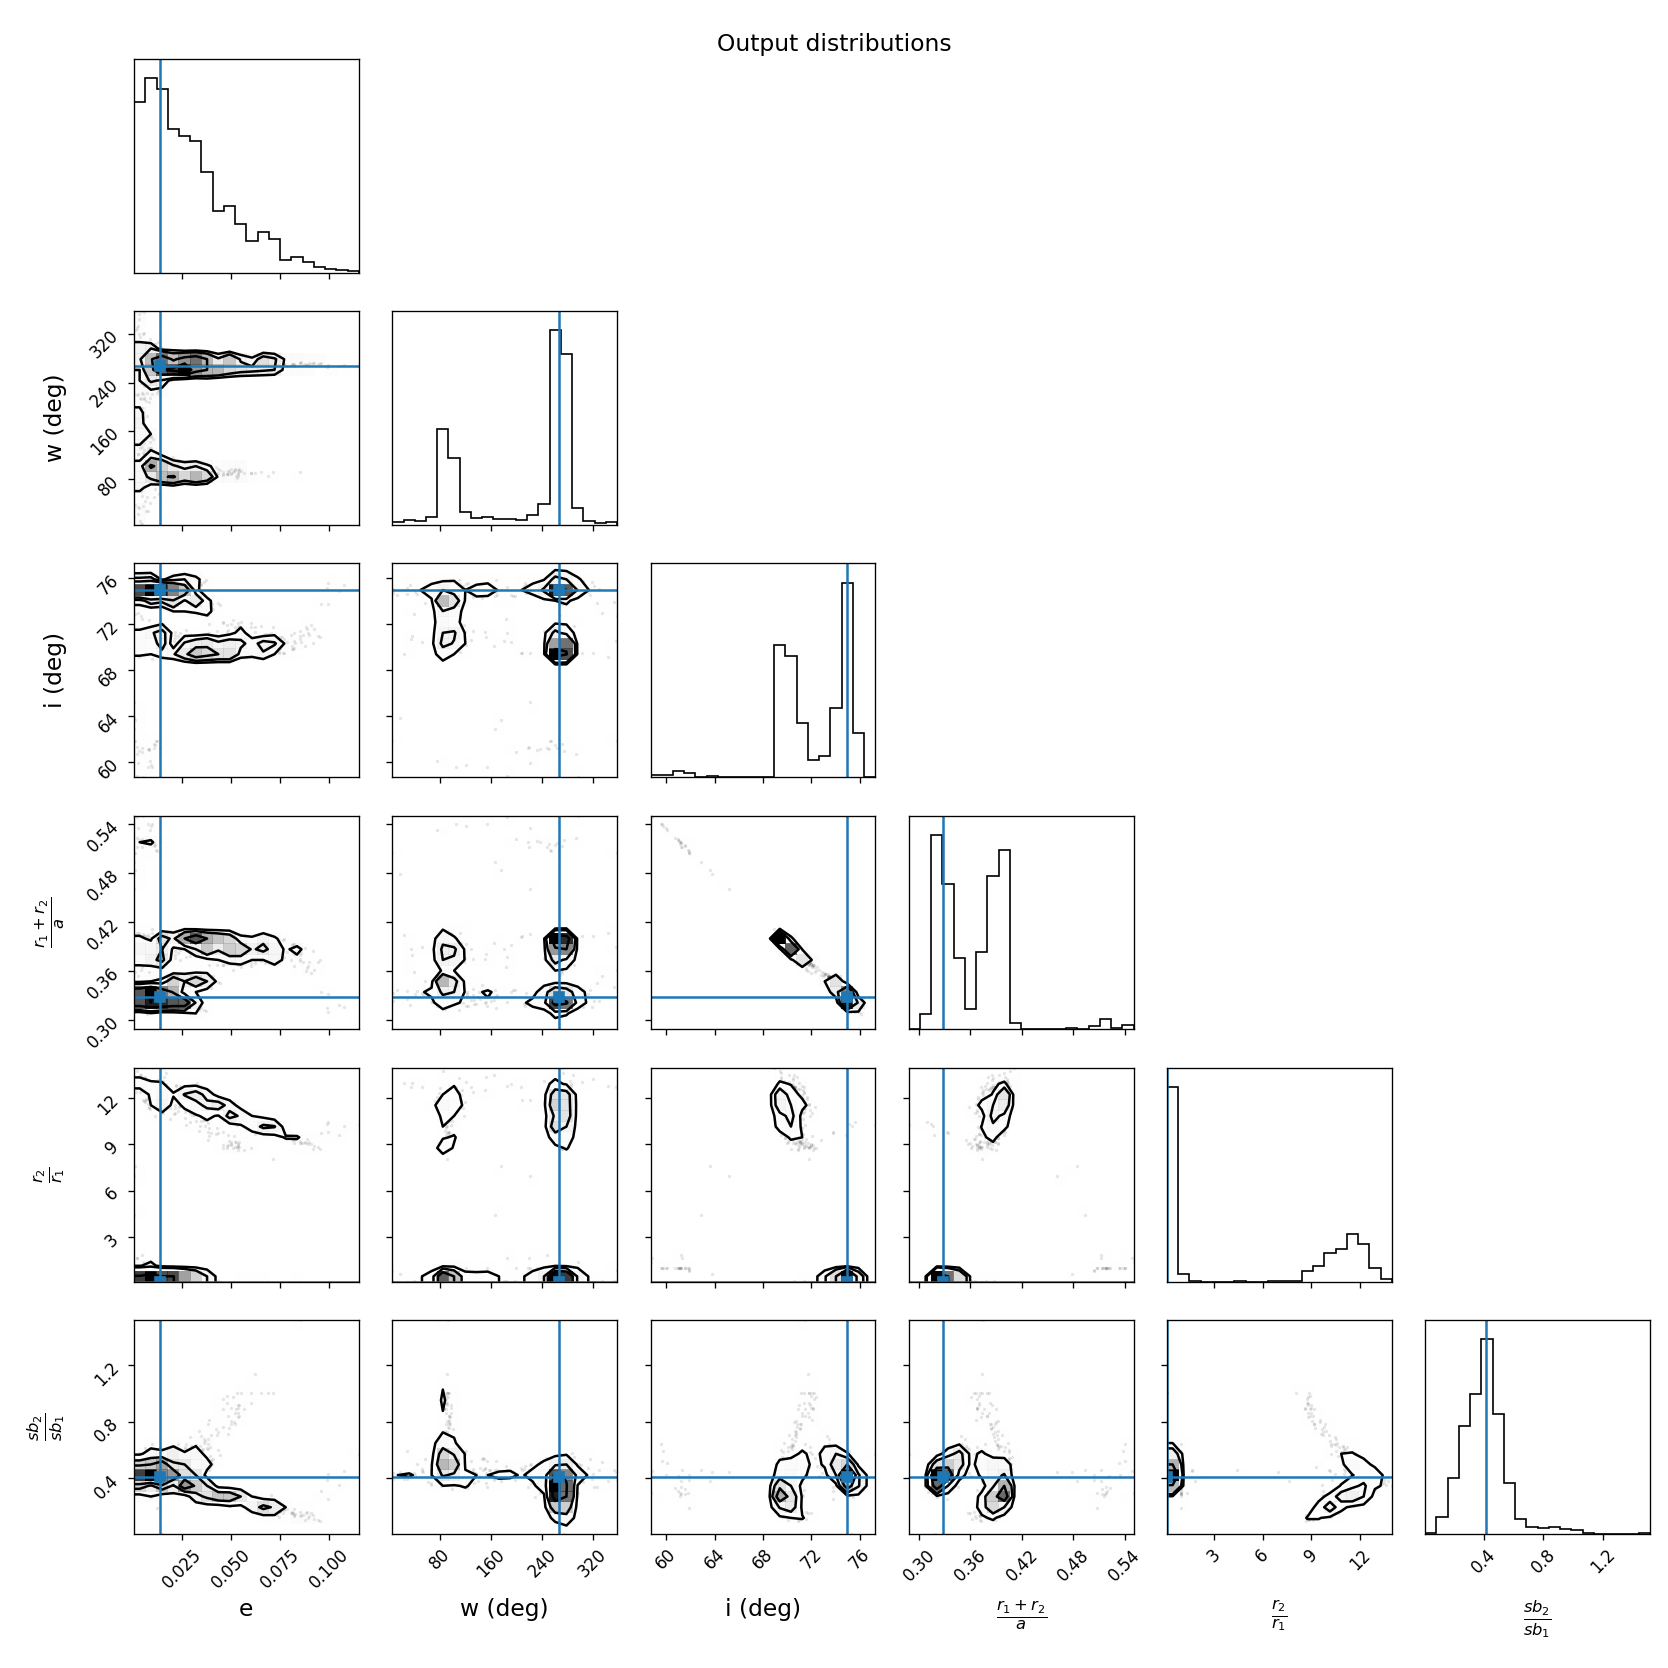 Output distributions
w (deg)
320
240
160
80
i (deg)
76
72
68
64
60
r1 + r2
a
0.54
0.48
0.42
0.36
0.30
r2
r1
12
9
6
3
sb2
sb1
1.2
0.8
0.4
0.025 0.050 0.075 0.100
80 160 240 320
60 64 68 72 76
0.30 0.36 0.42 0.48 0.54
3 6 9 12
0.4 0.8 1.2
e
w (deg)
i (deg)
r1 + r2
a
r2
r1
sb2
sb1